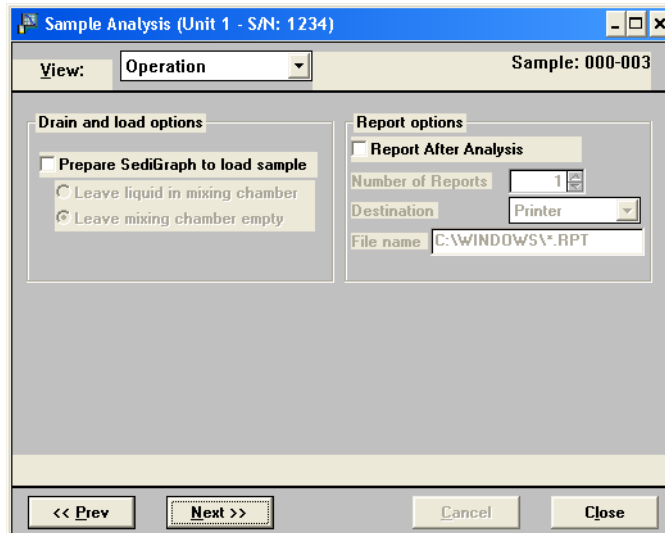 Sample Analysis (Unit 1 - S/N: 1234)
View: Operation Sample: 000-003
Drain and load options
Prepare SediGraph to load sample
Leave liquid in mixing chamber
Leave mixing chamber empty
Report options
Report After Analysis
Number of Reports 1
Destination Printer
File name C:\WINDOWS\*.RPT
<< Prev Next >> Cancel Close